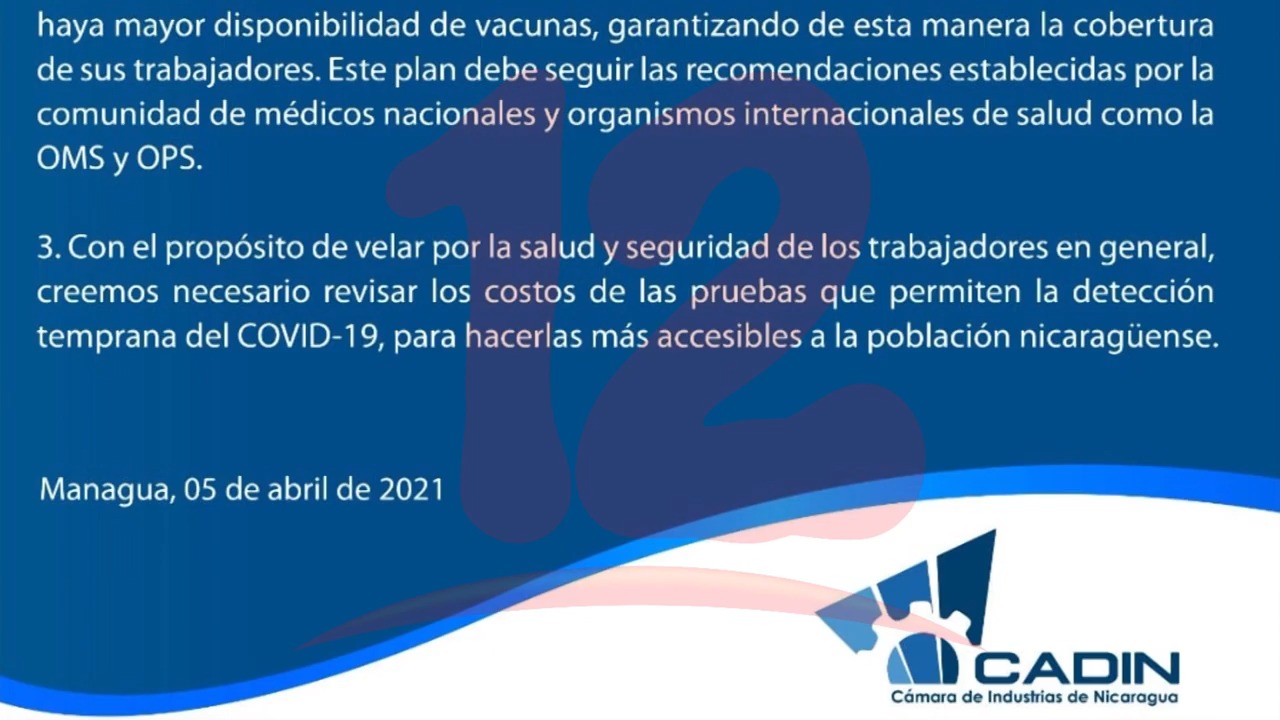 haya mayor disponibilidad de vacunas, garantizando de esta manera la cobertura
de sus trabajadores. Este plan debe seguir las recomendaciones establecidas por la
comunidad de médicos nacionales y organismos internacionales de salud como la
OMS y OPS.
3. Con el propósito de velar por la salud y seguridad de los trabajadores en general,
creemos necesario revisar los costos de las pruebas que permiten la detección
temprana del COVID-19, para hacerlas más accesibles a la población nicaragüense.
Managua, 05 de abril de 2021
12
CADIN
Cámara de Industrias de Nicaragua